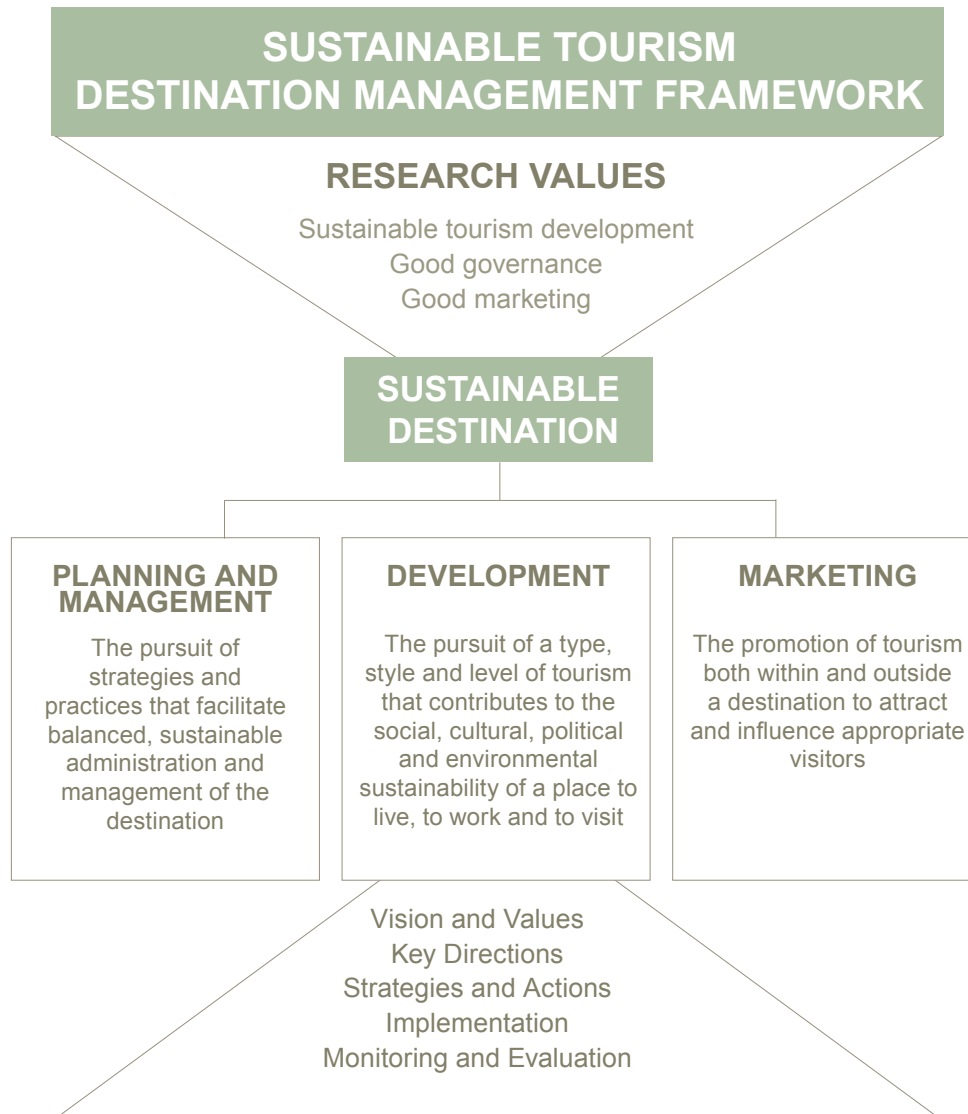 SUSTAINABLE TOURISM
DESTINATION MANAGEMENT FRAMEWORK
RESEARCH VALUES
Sustainable tourism development
Good governance
Good marketing
SUSTAINABLE
DESTINATION
PLANNING AND
MANAGEMENT
The pursuit of
strategies and
practices that facilitate
balanced, sustainable
administration and
management of the
destination
DEVELOPMENT
The pursuit of a type,
style and level of tourism
that contributes to the
social, cultural, political
and environmental
sustainability of a place to
live, to work and to visit
MARKETING
The promotion of tourism
both within and outside
a destination to attract
and influence appropriate
visitors
Vision and Values
Key Directions
Strategies and Actions
Implementation
Monitoring and Evaluation